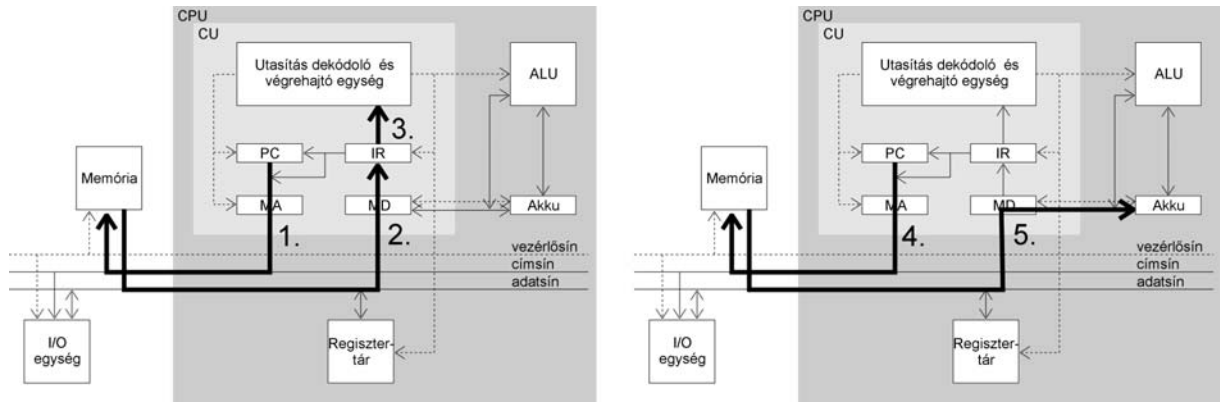 CPU
CU
Utasítás dekódoló és
végrehajtó egység
ALU
3.
PC
IR
Memória
MA
MD
Akku
1.
2.
vezérlősín
címsín
adatsín
I/O
egység
Regiszter-
tár
CPU
CU
Utasítás dekódoló és
végrehajtó egység
ALU
PC
IR
Memória
MA
MD
Akku
4.
5.
vezérlősín
címsín
adatsín
I/O
egység
Regiszter-
tár